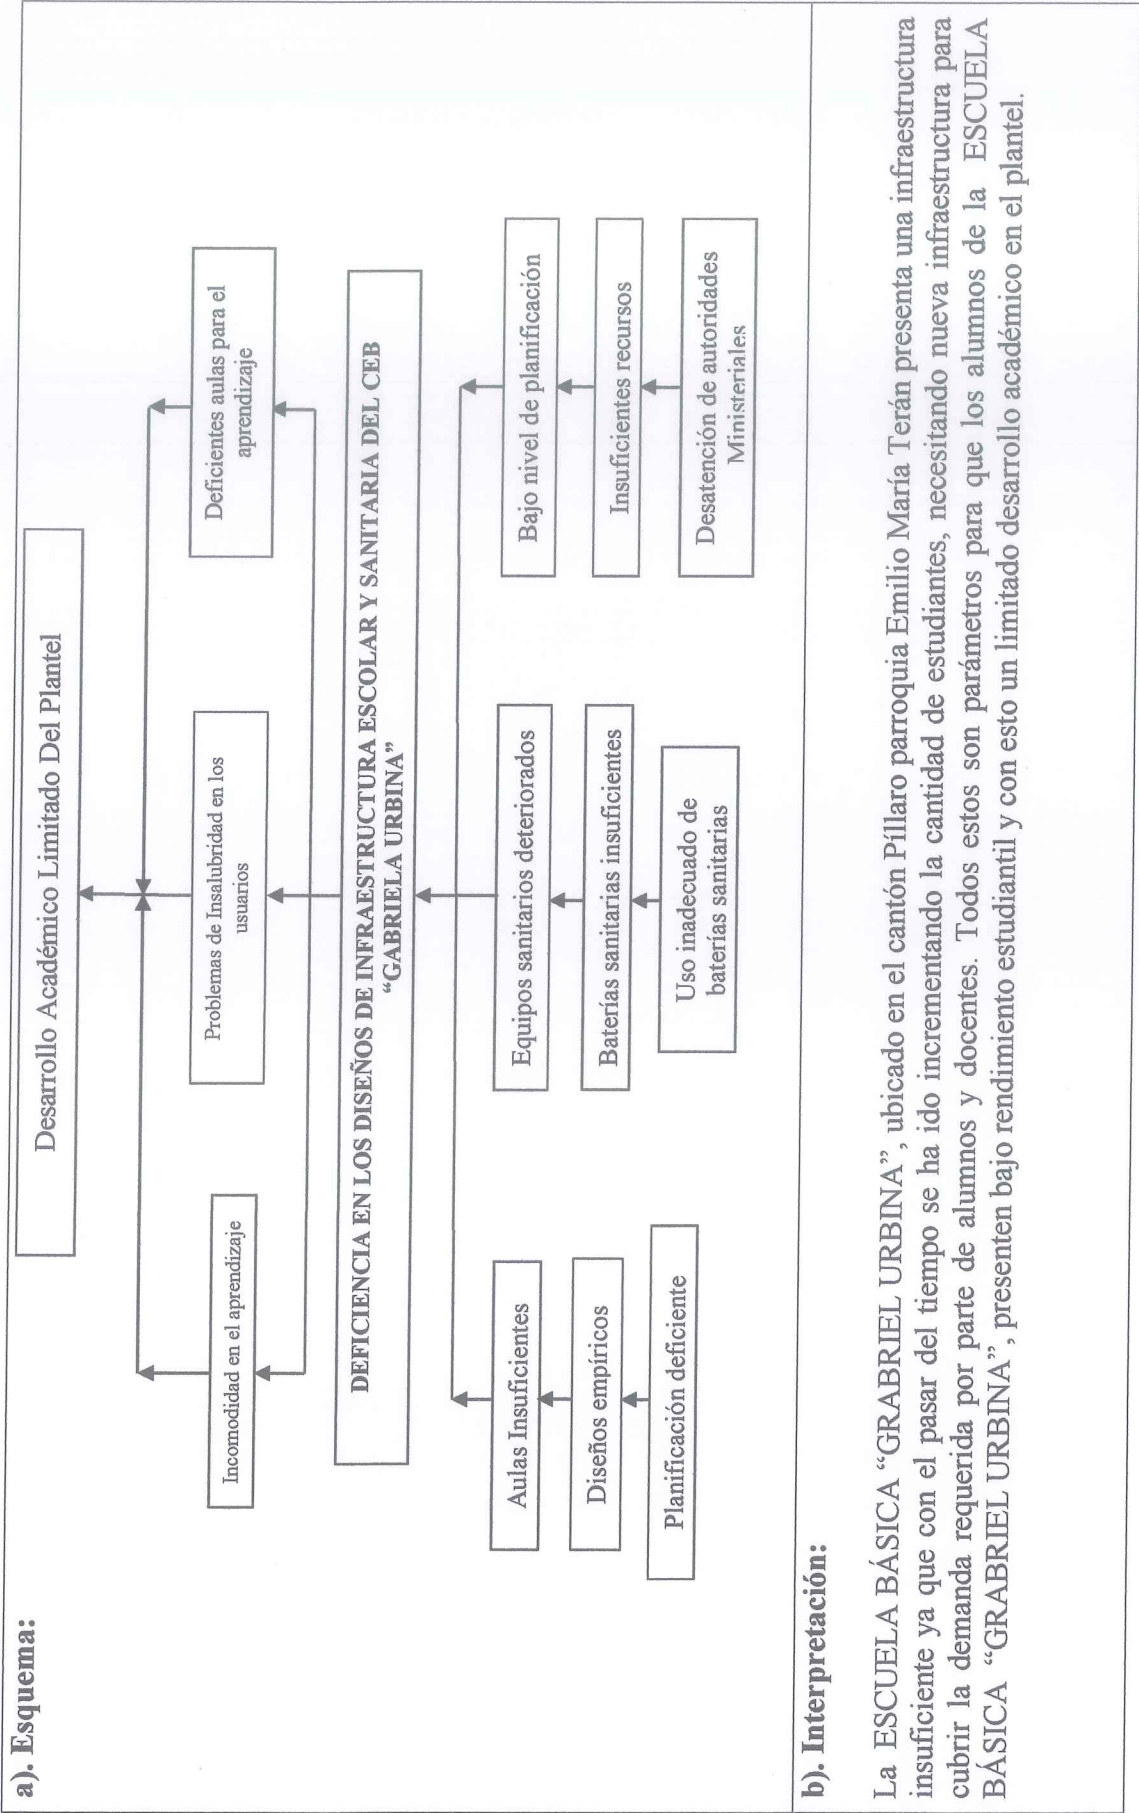 a). Esquema:
Desarrollo Académico Limitado Del Plantel
Incomodidad en el aprendizaje
Problemas de Insalubridad en los
usuarios
Deficientes aulas para el
aprendizaje
DEFICIENCIA EN LOS DISEÑOS DE INFRAESTRUCTURA ESCOLAR Y SANITARIA DEL CEB
“GABRIELA URBINA”
Aulas Insuficientes
Diseños empíricos
Planificación deficiente
Equipos sanitarios deteriorados
Baterías sanitarias insuficientes
Uso inadecuado de
baterías sanitarias
Bajo nivel de planificación
Insuficientes recursos
Desatención de autoridades
Ministeriales
b). Interpretación:
La ESCUELA BÁSICA “GRABRIEL URBINA”, ubicado en el cantón Píllaro parroquia Emilio María Terán presenta una infraestructura
insuficiente ya que con el pasar del tiempo se ha ido incrementando la cantidad de estudiantes, necesitando nueva infraestructura para
cubrir la demanda requerida por parte de alumnos y docentes. Todos estos son parámetros para que los alumnos de la ESCUELA
BÁSICA “GRABRIEL URBINA”, presenten bajo rendimiento estudiantil y con esto un limitado desarrollo académico en el plantel.